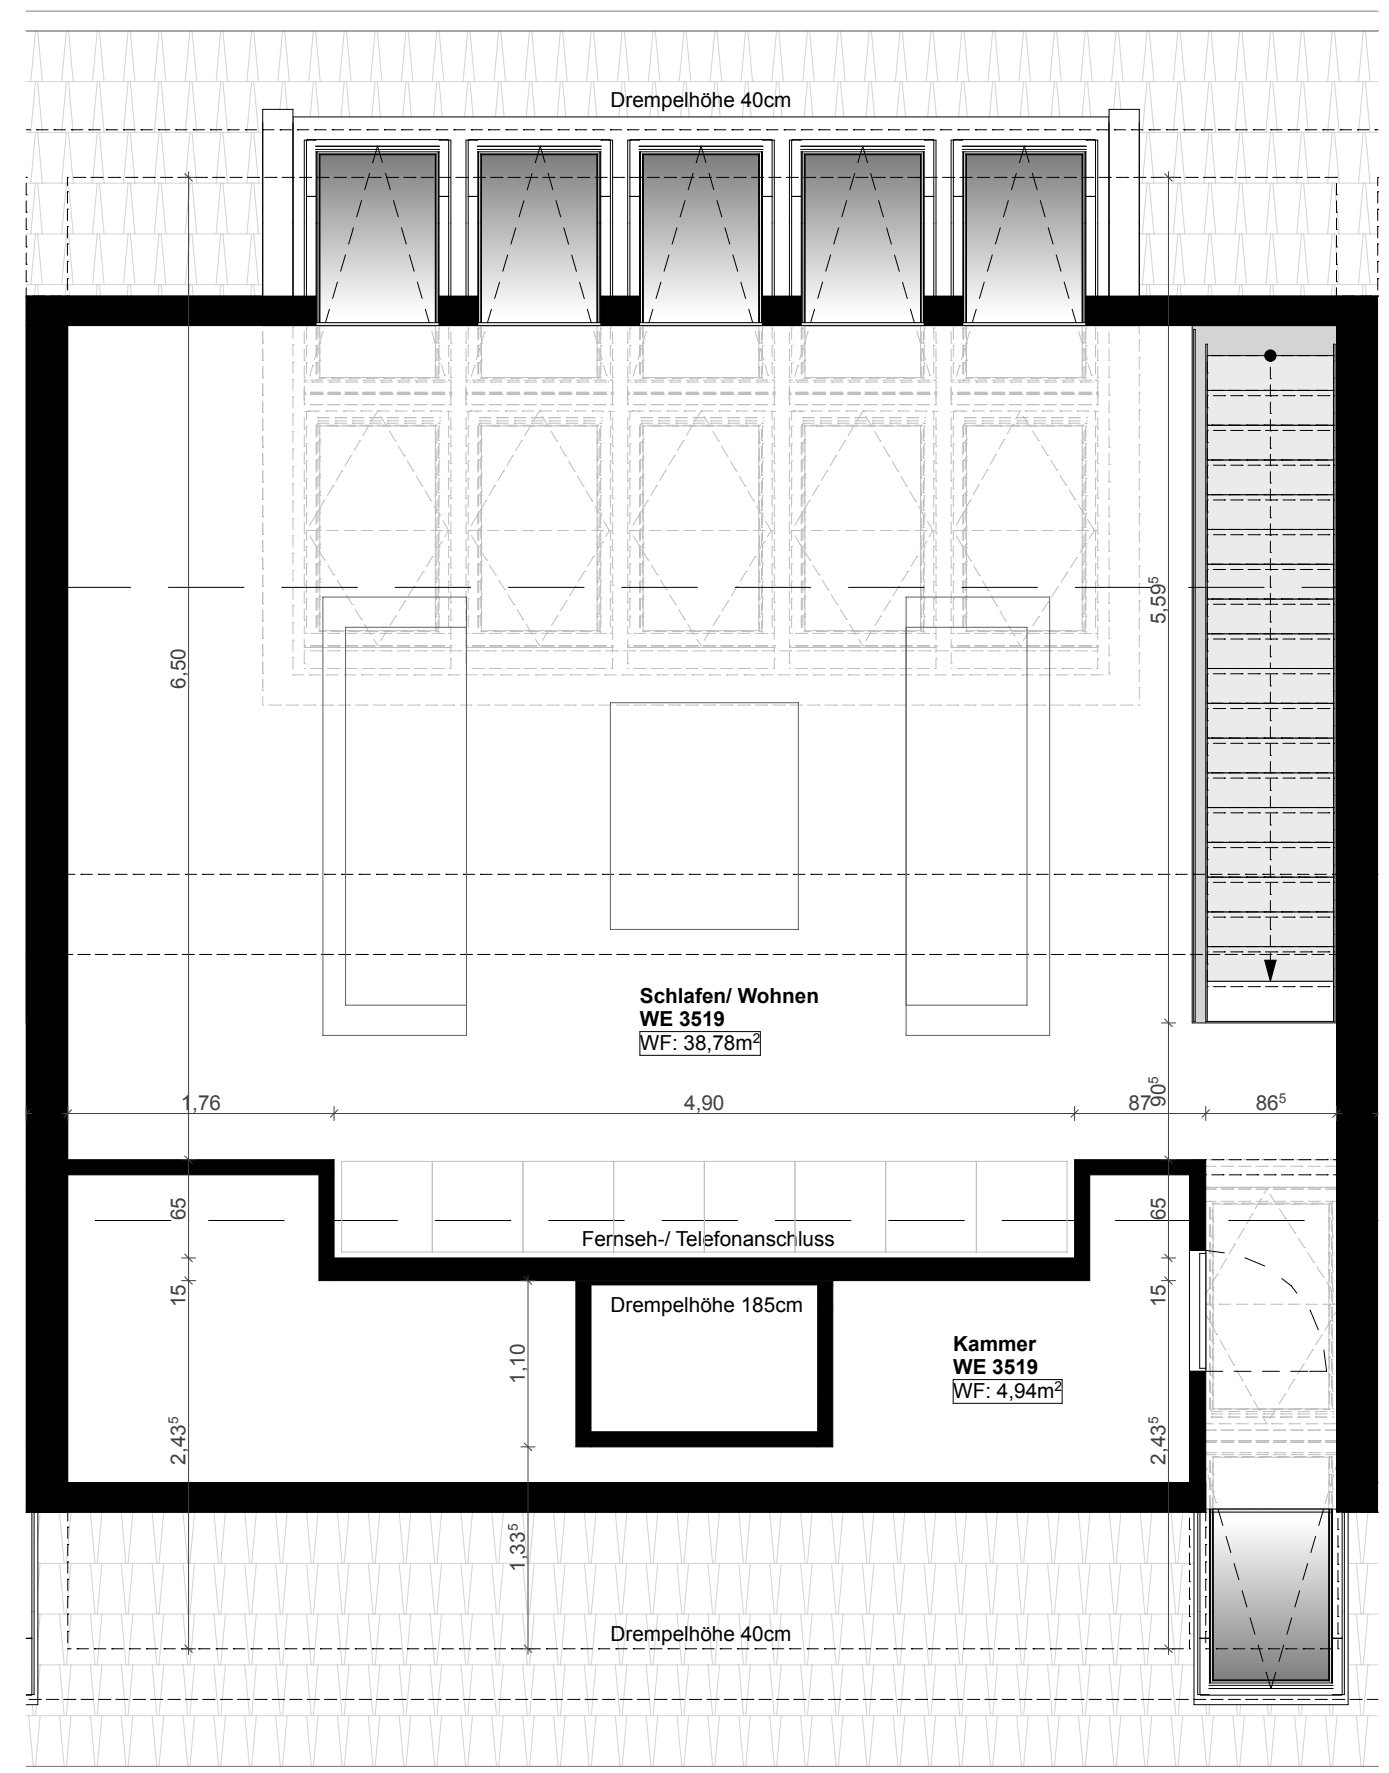 Drempelhöhe 40cm
5,59⁵
6,50
Schlafen/ Wohnen
WE 3519
WF: 38,78m²
1,76
4,90
87
90⁵
86⁵
65
65
Fernseh-/ Telefonanschluss
15
Drempelhöhe 185cm
15
1,10
Kammer
WE 3519
WF: 4,94m²
2,43⁵
2,43⁵
1,33⁵
Drempelhöhe 40cm